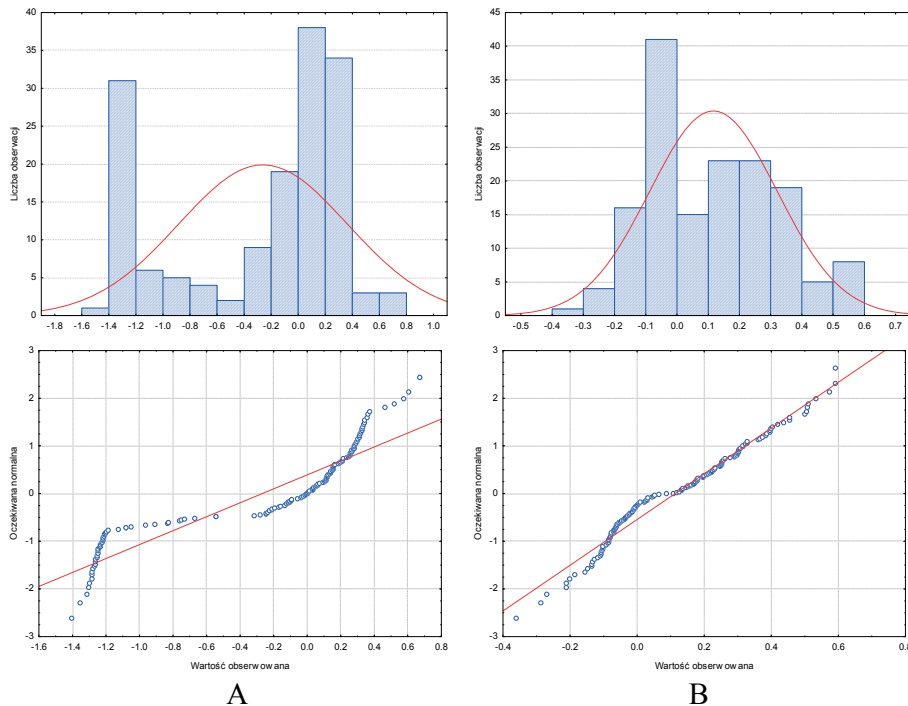 Liczba obserwacji
40
35
30
25
20
15
10
5
0
-1.8 -1.6 -1.4 -1.2 -1.0 -0.8 -0.6 -0.4 -0.2 0.0 0.2 0.4 0.6 0.8 1.0
Liczba obserwacji
45
40
35
30
25
20
15
10
5
0
-0.5 -0.4 -0.3 -0.2 -0.1 0.0 0.1 0.2 0.3 0.4 0.5 0.6 0.7
Oczekiwana normalna
3
2
1
0
-1
-2
-3
-1.6 -1.4 -1.2 -1.0 -0.8 -0.6 -0.4 -0.2 0.0 0.2 0.4 0.6 0.8
Wartość obserwowana
A
Oczekiwana normalna
3
2
1
0
-1
-2
-3
-0.4 -0.2 0.0 0.2 0.4 0.6 0.8
Wartość obserwowana
B